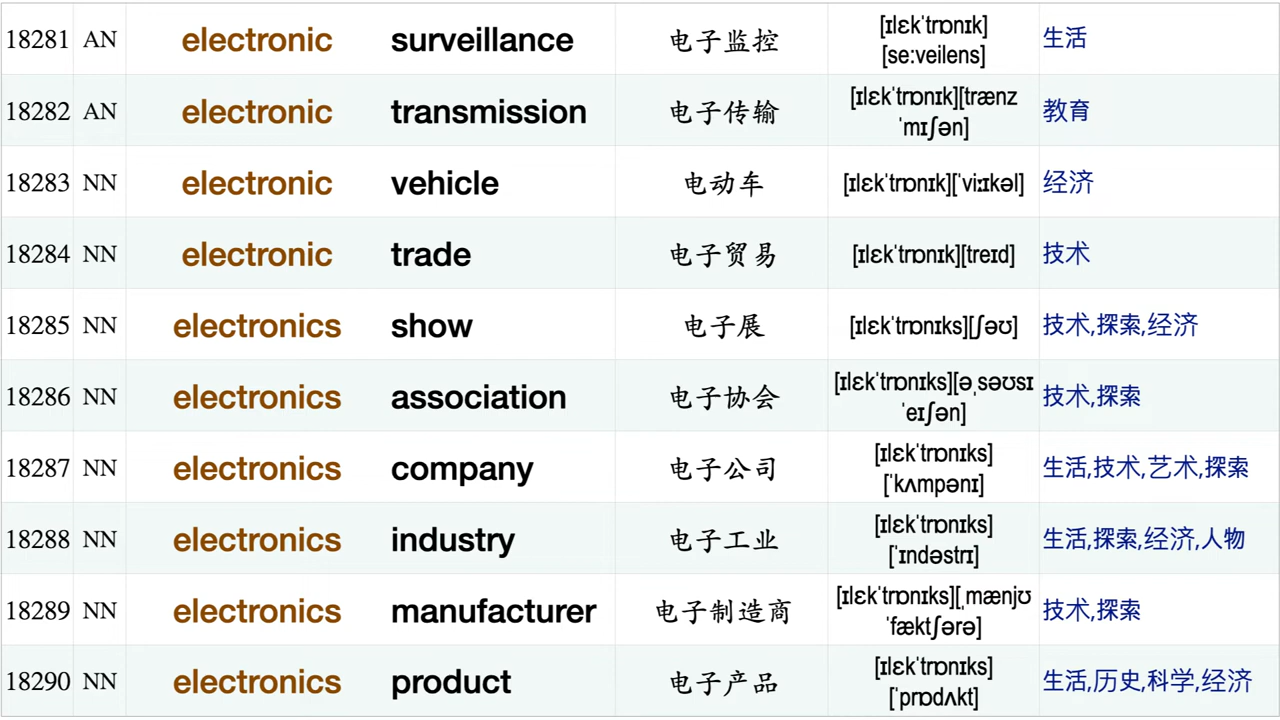 18281 AN electronic surveillance 电子监控 [ɪlɛkˈtrɒnɪk] [se:veilens] 生活
18282 AN electronic transmission 电子传输 [ɪlɛkˈtrɒnɪk][trænzˈmɪʃən] 教育
18283 NN electronic vehicle 电动车 [ɪlɛkˈtrɒnɪk][ˈviːɪkəl] 经济
18284 NN electronic trade 电子贸易 [ɪlɛkˈtrɒnɪk][treɪd] 技术
18285 NN electronics show 电子展 [ɪlɛkˈtrɒnɪks][ʃəʊ] 技术,探索,经济
18286 NN electronics association 电子协会 [ɪlɛkˈtrɒnɪks][əˌsəʊsɪˈeɪʃən] 技术,探索
18287 NN electronics company 电子公司 [ɪlɛkˈtrɒnɪks] [ˈkʌmpənɪ] 生活,技术,艺术,探索
18288 NN electronics industry 电子工业 [ɪlɛkˈtrɒnɪks] [ˈɪndəstrɪ] 生活,探索,经济,人物
18289 NN electronics manufacturer 电子制造商 [ɪlɛkˈtrɒnɪks][ˌmænjʊˈfæktʃərə] 技术,探索
18290 NN electronics product 电子产品 [ɪlɛkˈtrɒnɪks] [ˈprɒdʌkt] 生活,历史,科学,经济